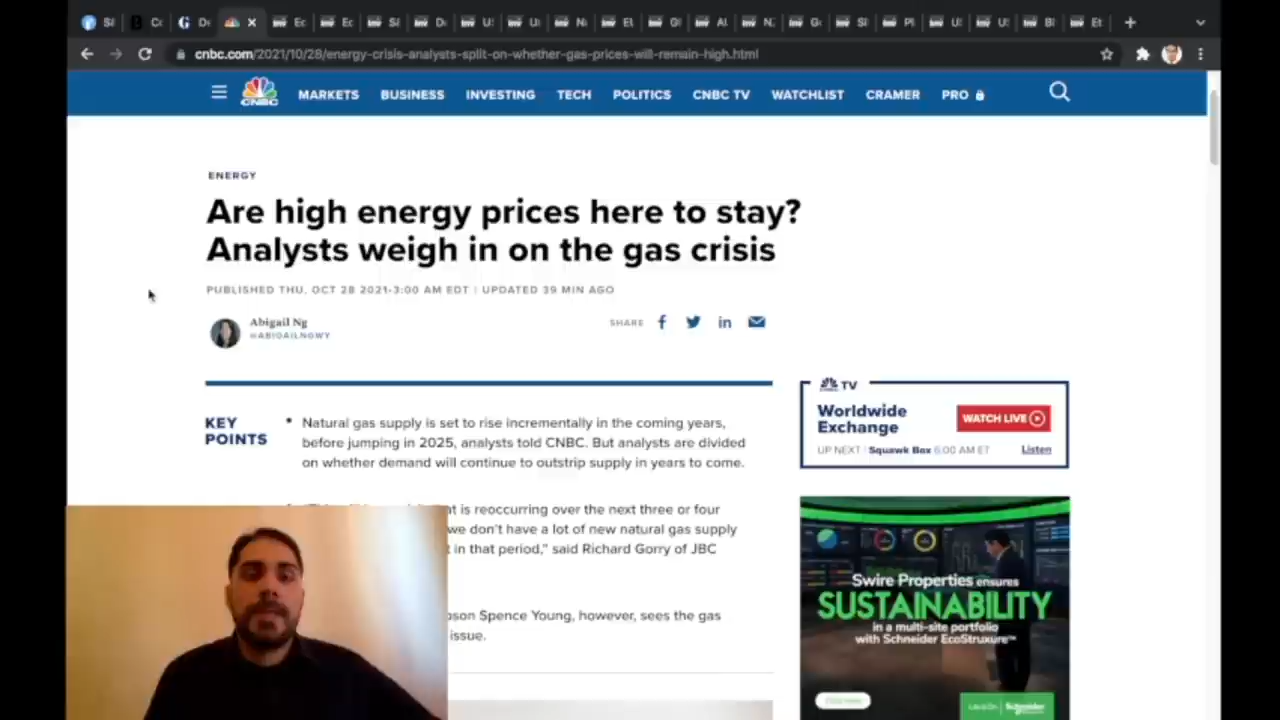 cnbc.com/2021/10/28/energy-crisis-analysts-split-on-whether-gas-prices-will-remain-high.html
CNBC
MARKETS BUSINESS INVESTING TECH POLITICS CNBC TV WATCHLIST CRAMER PRO
ENERGY
Are high energy prices here to stay?
Analysts weigh in on the gas crisis
PUBLISHED THU, OCT 28 2021•3:00 AM EDT | UPDATED 39 MIN AGO
Abigail Ng
@ABIGAILNGWY
SHARE
KEY
POINTS
• Natural gas supply is set to rise incrementally in the coming years,
before jumping in 2025, analysts told CNBC. But analysts are divided
on whether demand will continue to outstrip supply in years to come.
at is reoccurring over the next three or four
we don't have a lot of new natural gas supply
in that period," said Richard Gorry of JBC
Spence Young, however, sees the gas
issue.
TV
Worldwide
Exchange
WATCH LIVE
UP NEXT | Squawk Box 6:00 AM ET
Listen
Swire Properties ensures
SUSTAINABILITY
in a multi-site portfolio
with Schneider EcoStruxure™
Schneider